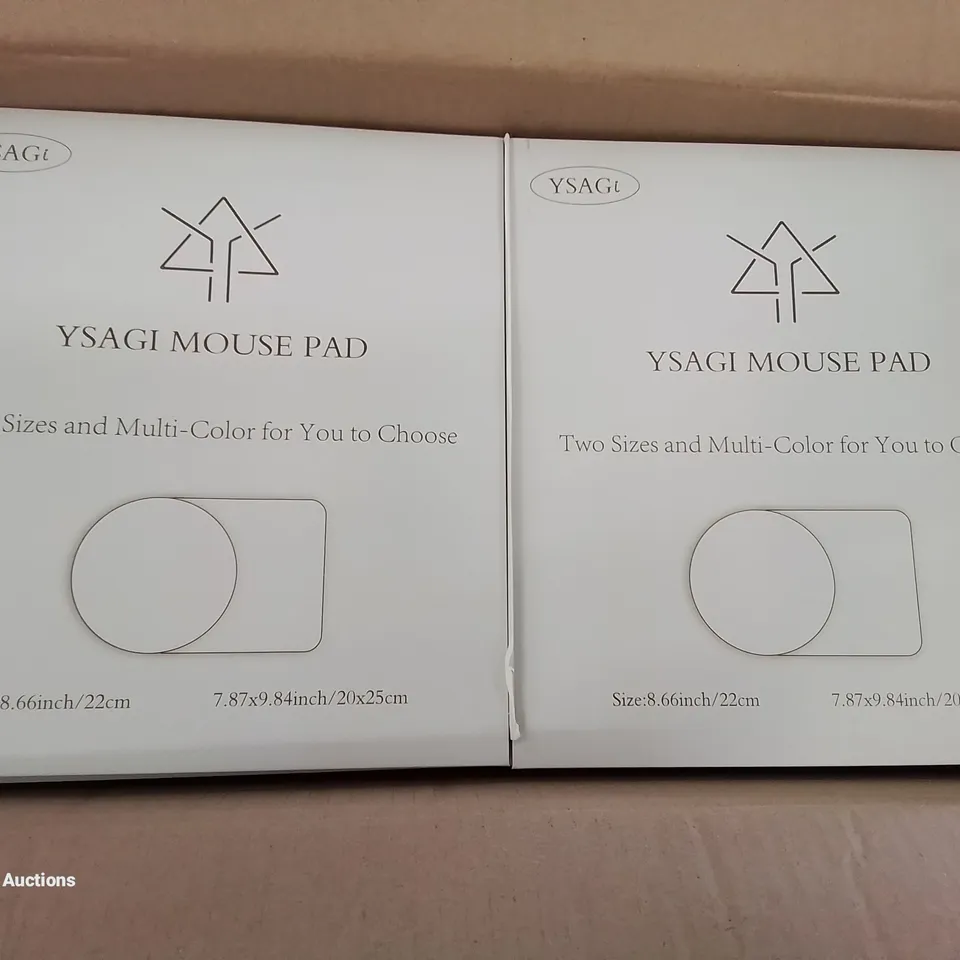 SAGi
YSAGI MOUSE PAD
Sizes and Multi-Color for You to Choose
8.66inch/22cm
7.87x9.84inch/20x25cm
YSAGi
YSAGI MOUSE PAD
Two Sizes and Multi-Color for You to C
Size:8.66inch/22cm
7.87x9.84inch/20
Auctions